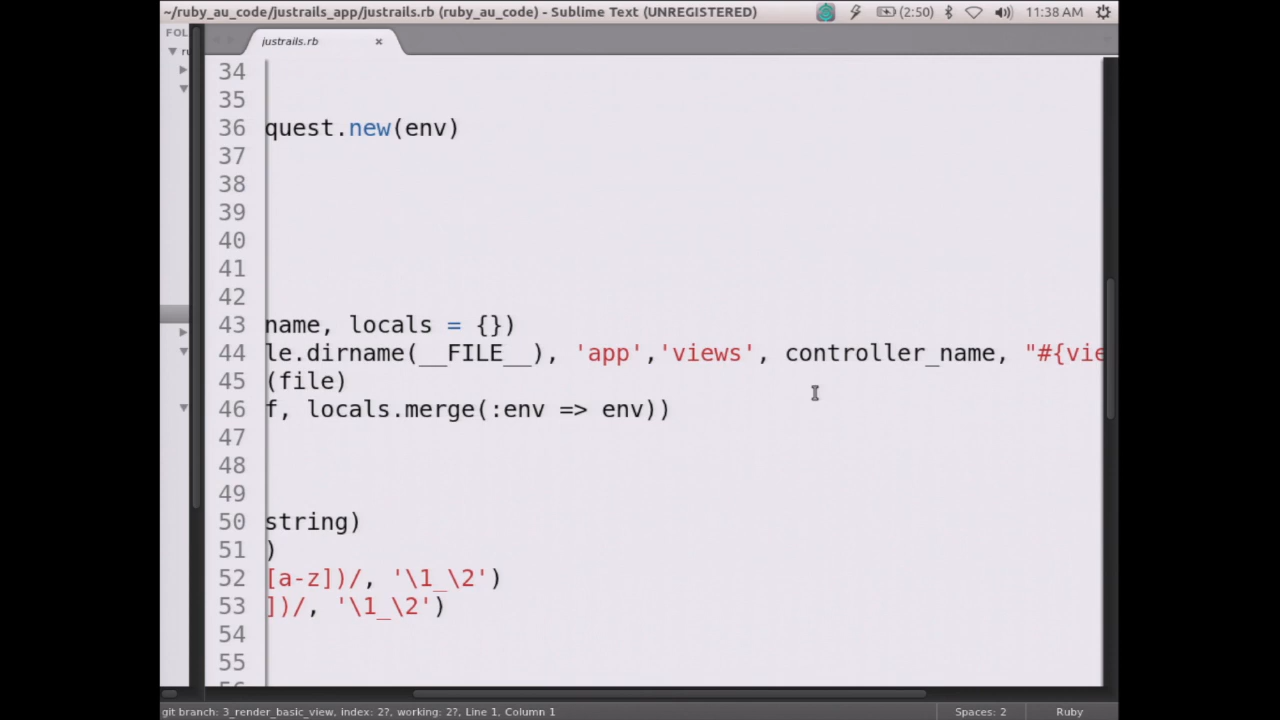 ~/ruby_au_code/justrails_app/justrails.rb (ruby_au_code) - Sublime Text (UNREGISTERED) (2:50) 11:38 AM
FOL justrails.rb ×
ru
34
35
36 quest.new(env)
37
38
39
40
41
42
43 name, locals = {})
44 le.dirname(__FILE__), 'app','views', controller_name, "#{vie
45 (file)
46 f, locals.merge(:env => env))
47
48
49
50 string)
51 )
52 [a-z])/, '\1_\2')
53 ])/, '\1_\2')
54
55
git branch: 3_render_basic_view, index: 2?, working: 2?, Line 1, Column 1 Spaces: 2 Ruby